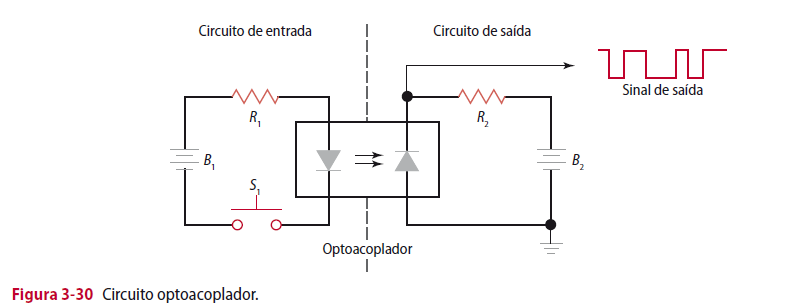 Circuito de entrada
Circuito de saída
Sinal de saída
R₁
R₂
B₁
B₂
S₁
Optoacoplador
Figura 3-30 Circuito optoacoplador.